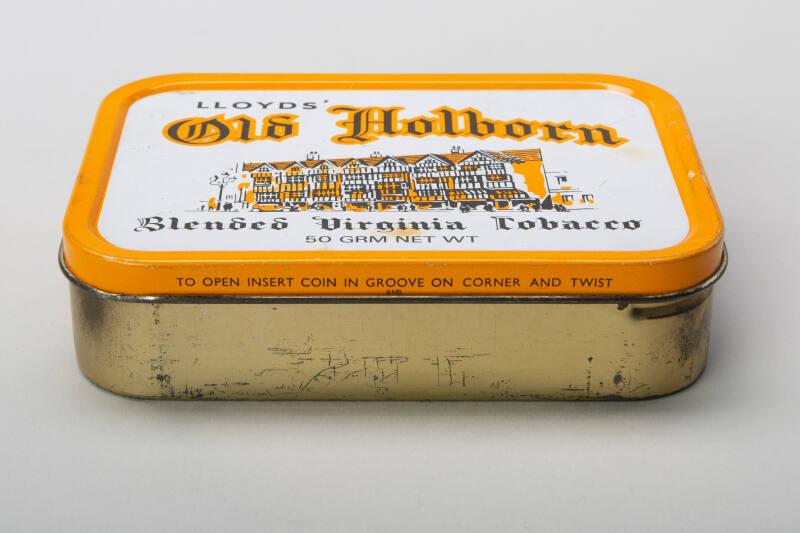 LLOYDS'
Old Holborn
Blended Virginia Tobacco
50 GRM NET WT
TO OPEN INSERT COIN IN GROOVE ON CORNER AND TWIST